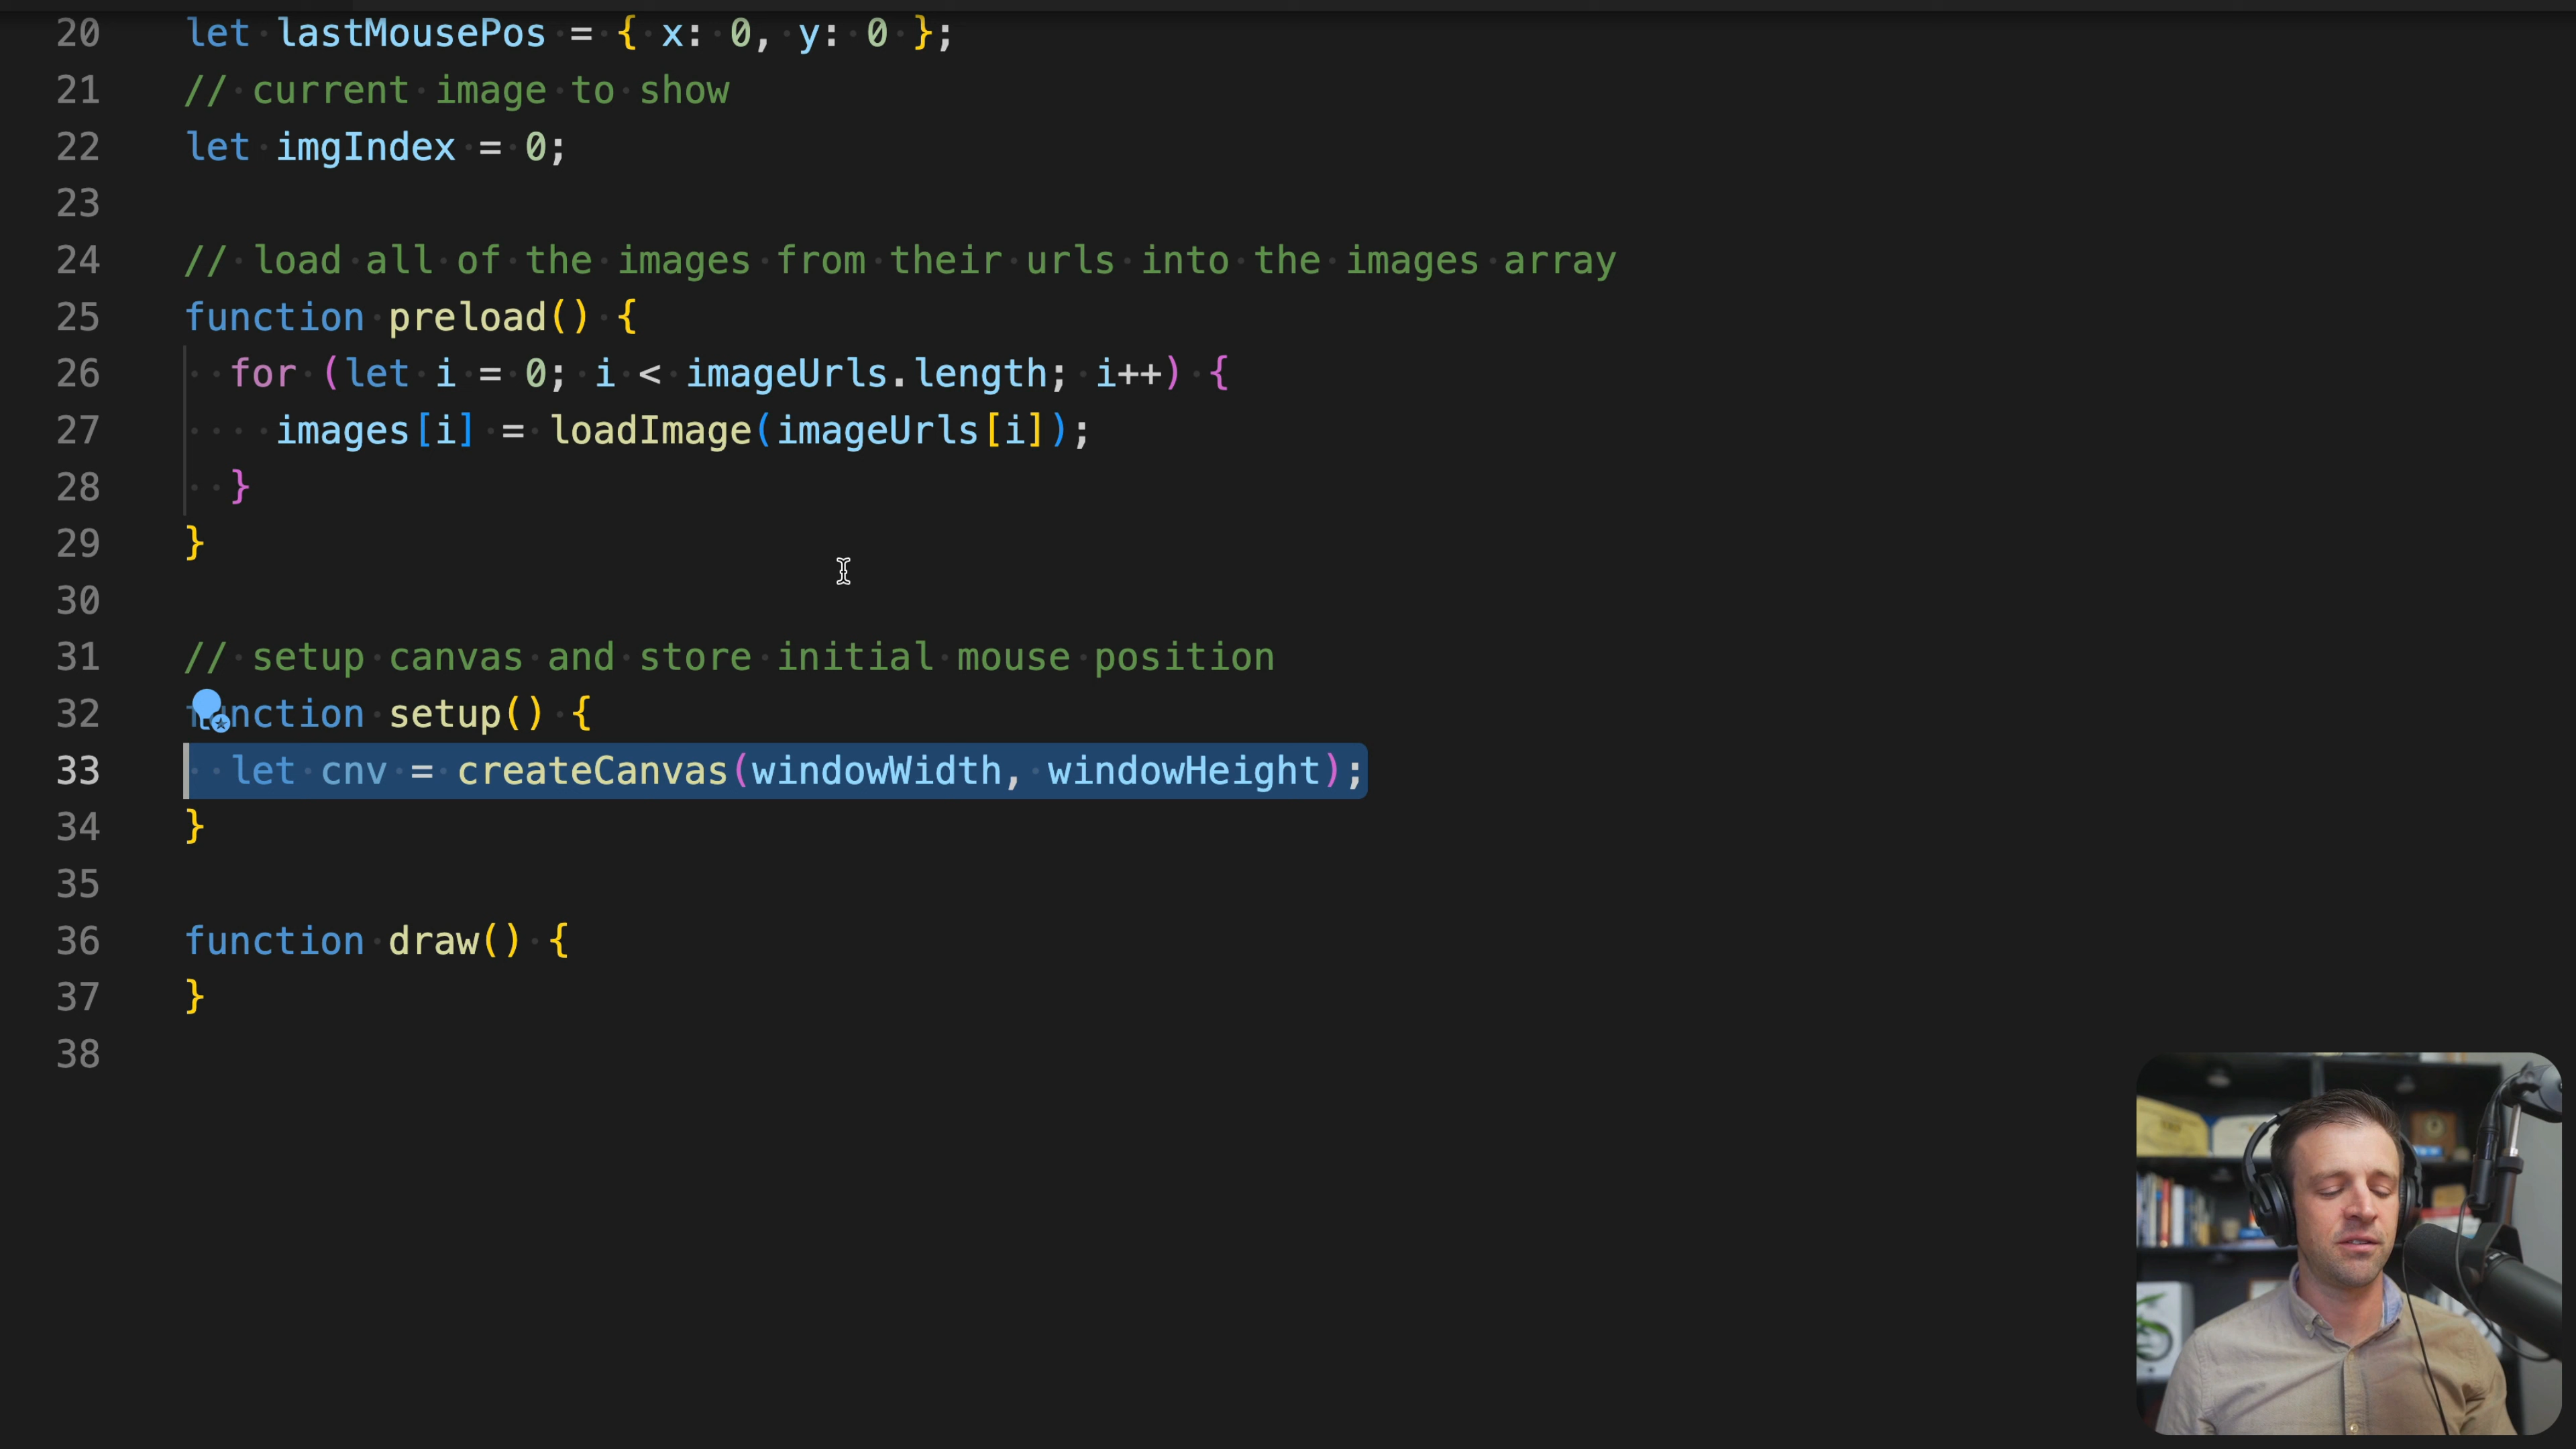 20 let lastMousePos = { x: 0, y: 0 };
21 // current image to show
22 let imgIndex = 0;
23
24 // load all of the images from their urls into the images array
25 function preload() {
26 for (let i = 0; i < imageUrls.length; i++) {
27 images[i] = loadImage(imageUrls[i]);
28 }
29 }
30
31 // setup canvas and store initial mouse position
32 function setup() {
33 let cnv = createCanvas(windowWidth, windowHeight);
34 }
35
36 function draw() {
37 }
38